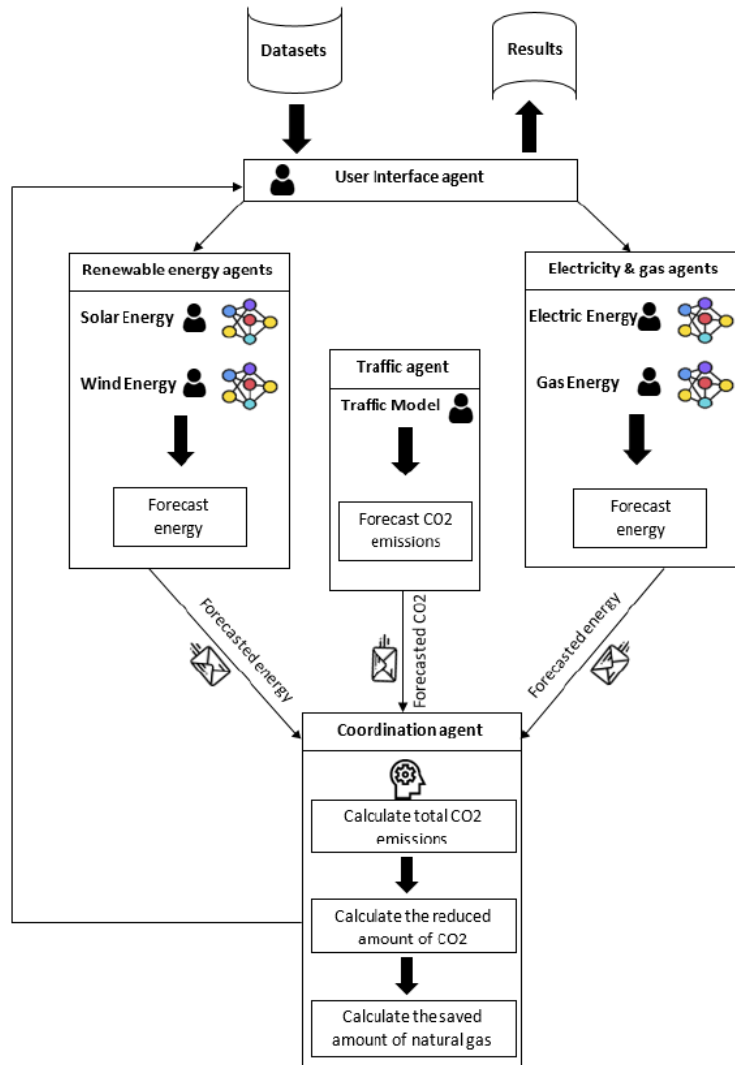 Datasets
Results
User Interface agent
Renewable energy agents
Solar Energy
Wind Energy
Forecast
energy
Traffic agent
Traffic Model
Forecast CO2
emissions
Electricity & gas agents
Electric Energy
Gas Energy
Forecast
energy
Forecasted energy
Forecasted CO2
Forecasted energy
Coordination agent
Calculate total CO2
emissions
Calculate the reduced
amount of CO2
Calculate the saved
amount of natural gas